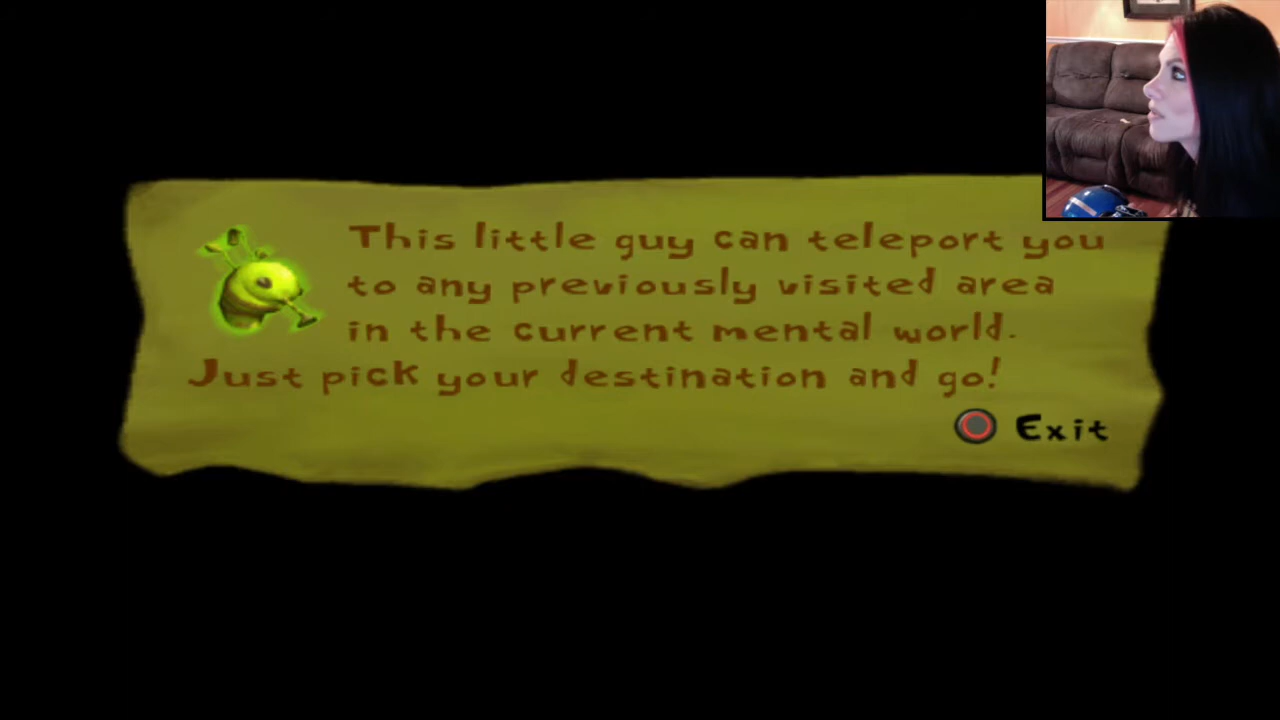 This little guy can teleport you
to any previously visited area
in the current mental world.
Just pick your destination and go!
Exit